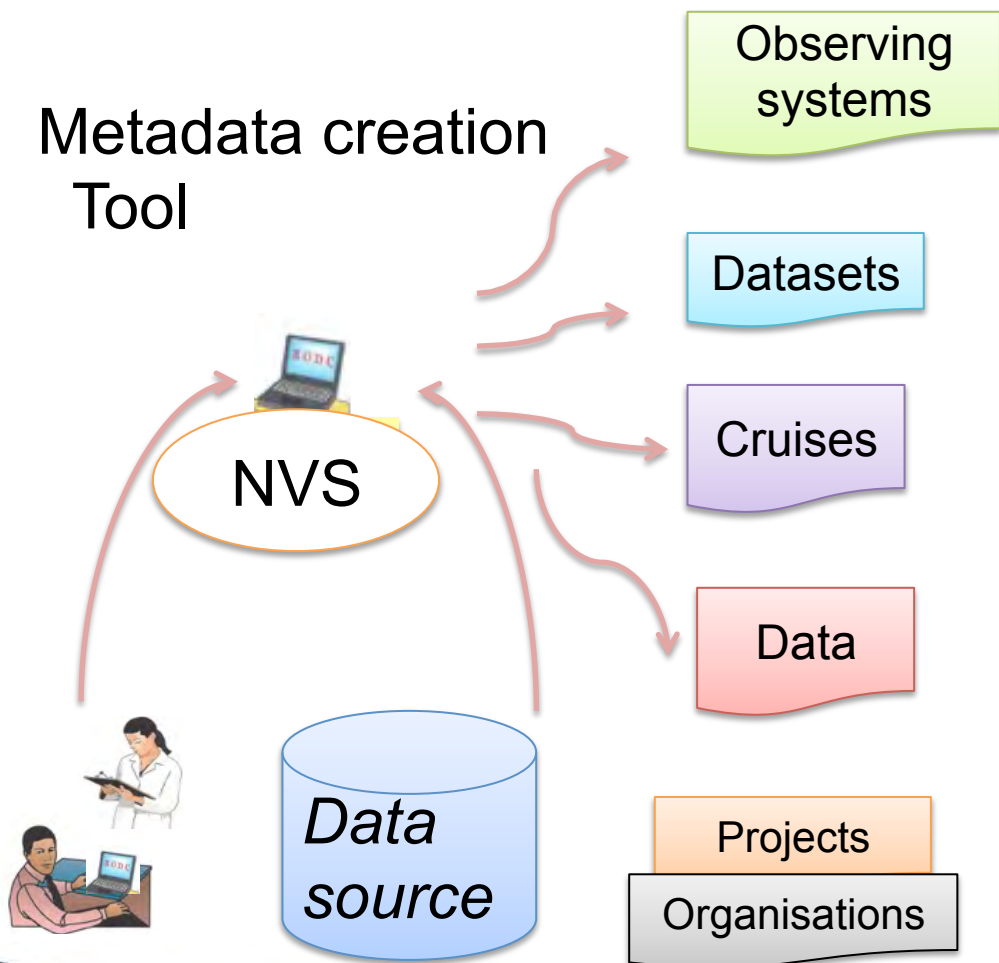 Metadata creation
Tool
Observing
systems
Datasets
Cruises
NVS
Data
Data
source
Projects
Organisations